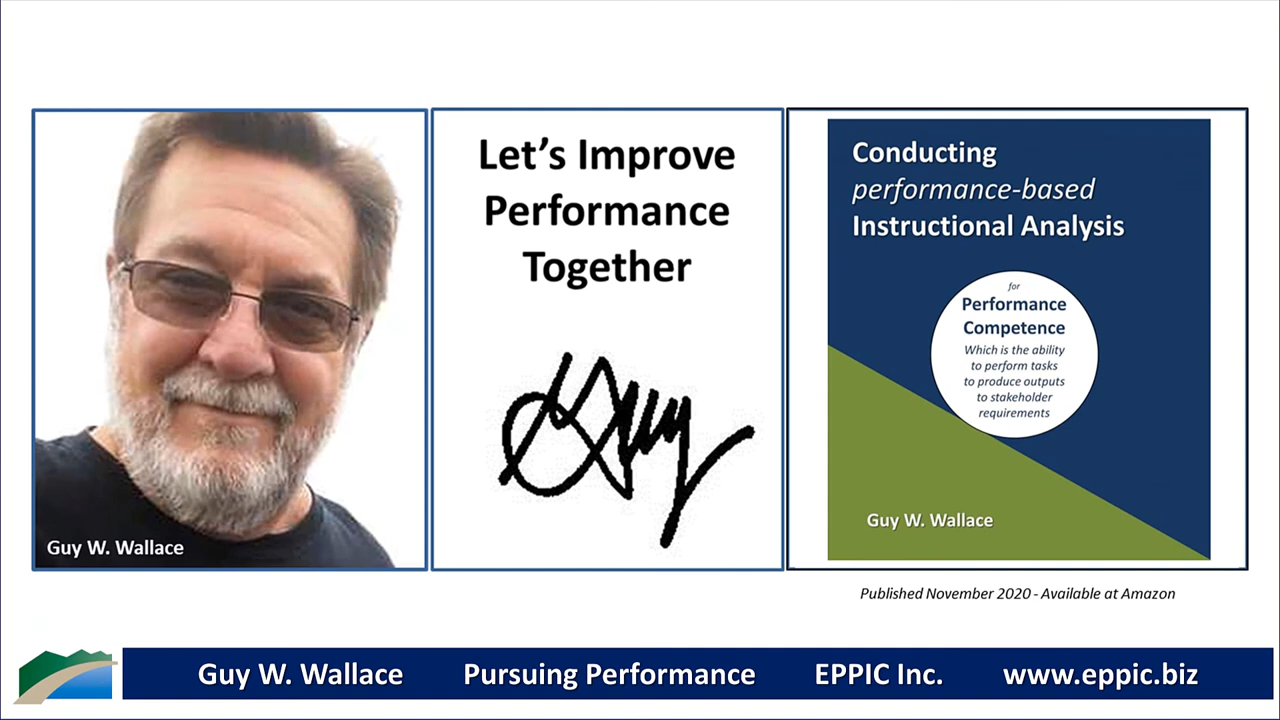 Guy W. Wallace
Let’s Improve
Performance
Together
Guy
Conducting
performance-based
Instructional Analysis
for
Performance
Competence
Which is the ability
to perform tasks
to produce outputs
to stakeholder
requirements
Guy W. Wallace
Published November 2020 - Available at Amazon
Guy W. Wallace Pursuing Performance EPPIC Inc. www.eppic.biz